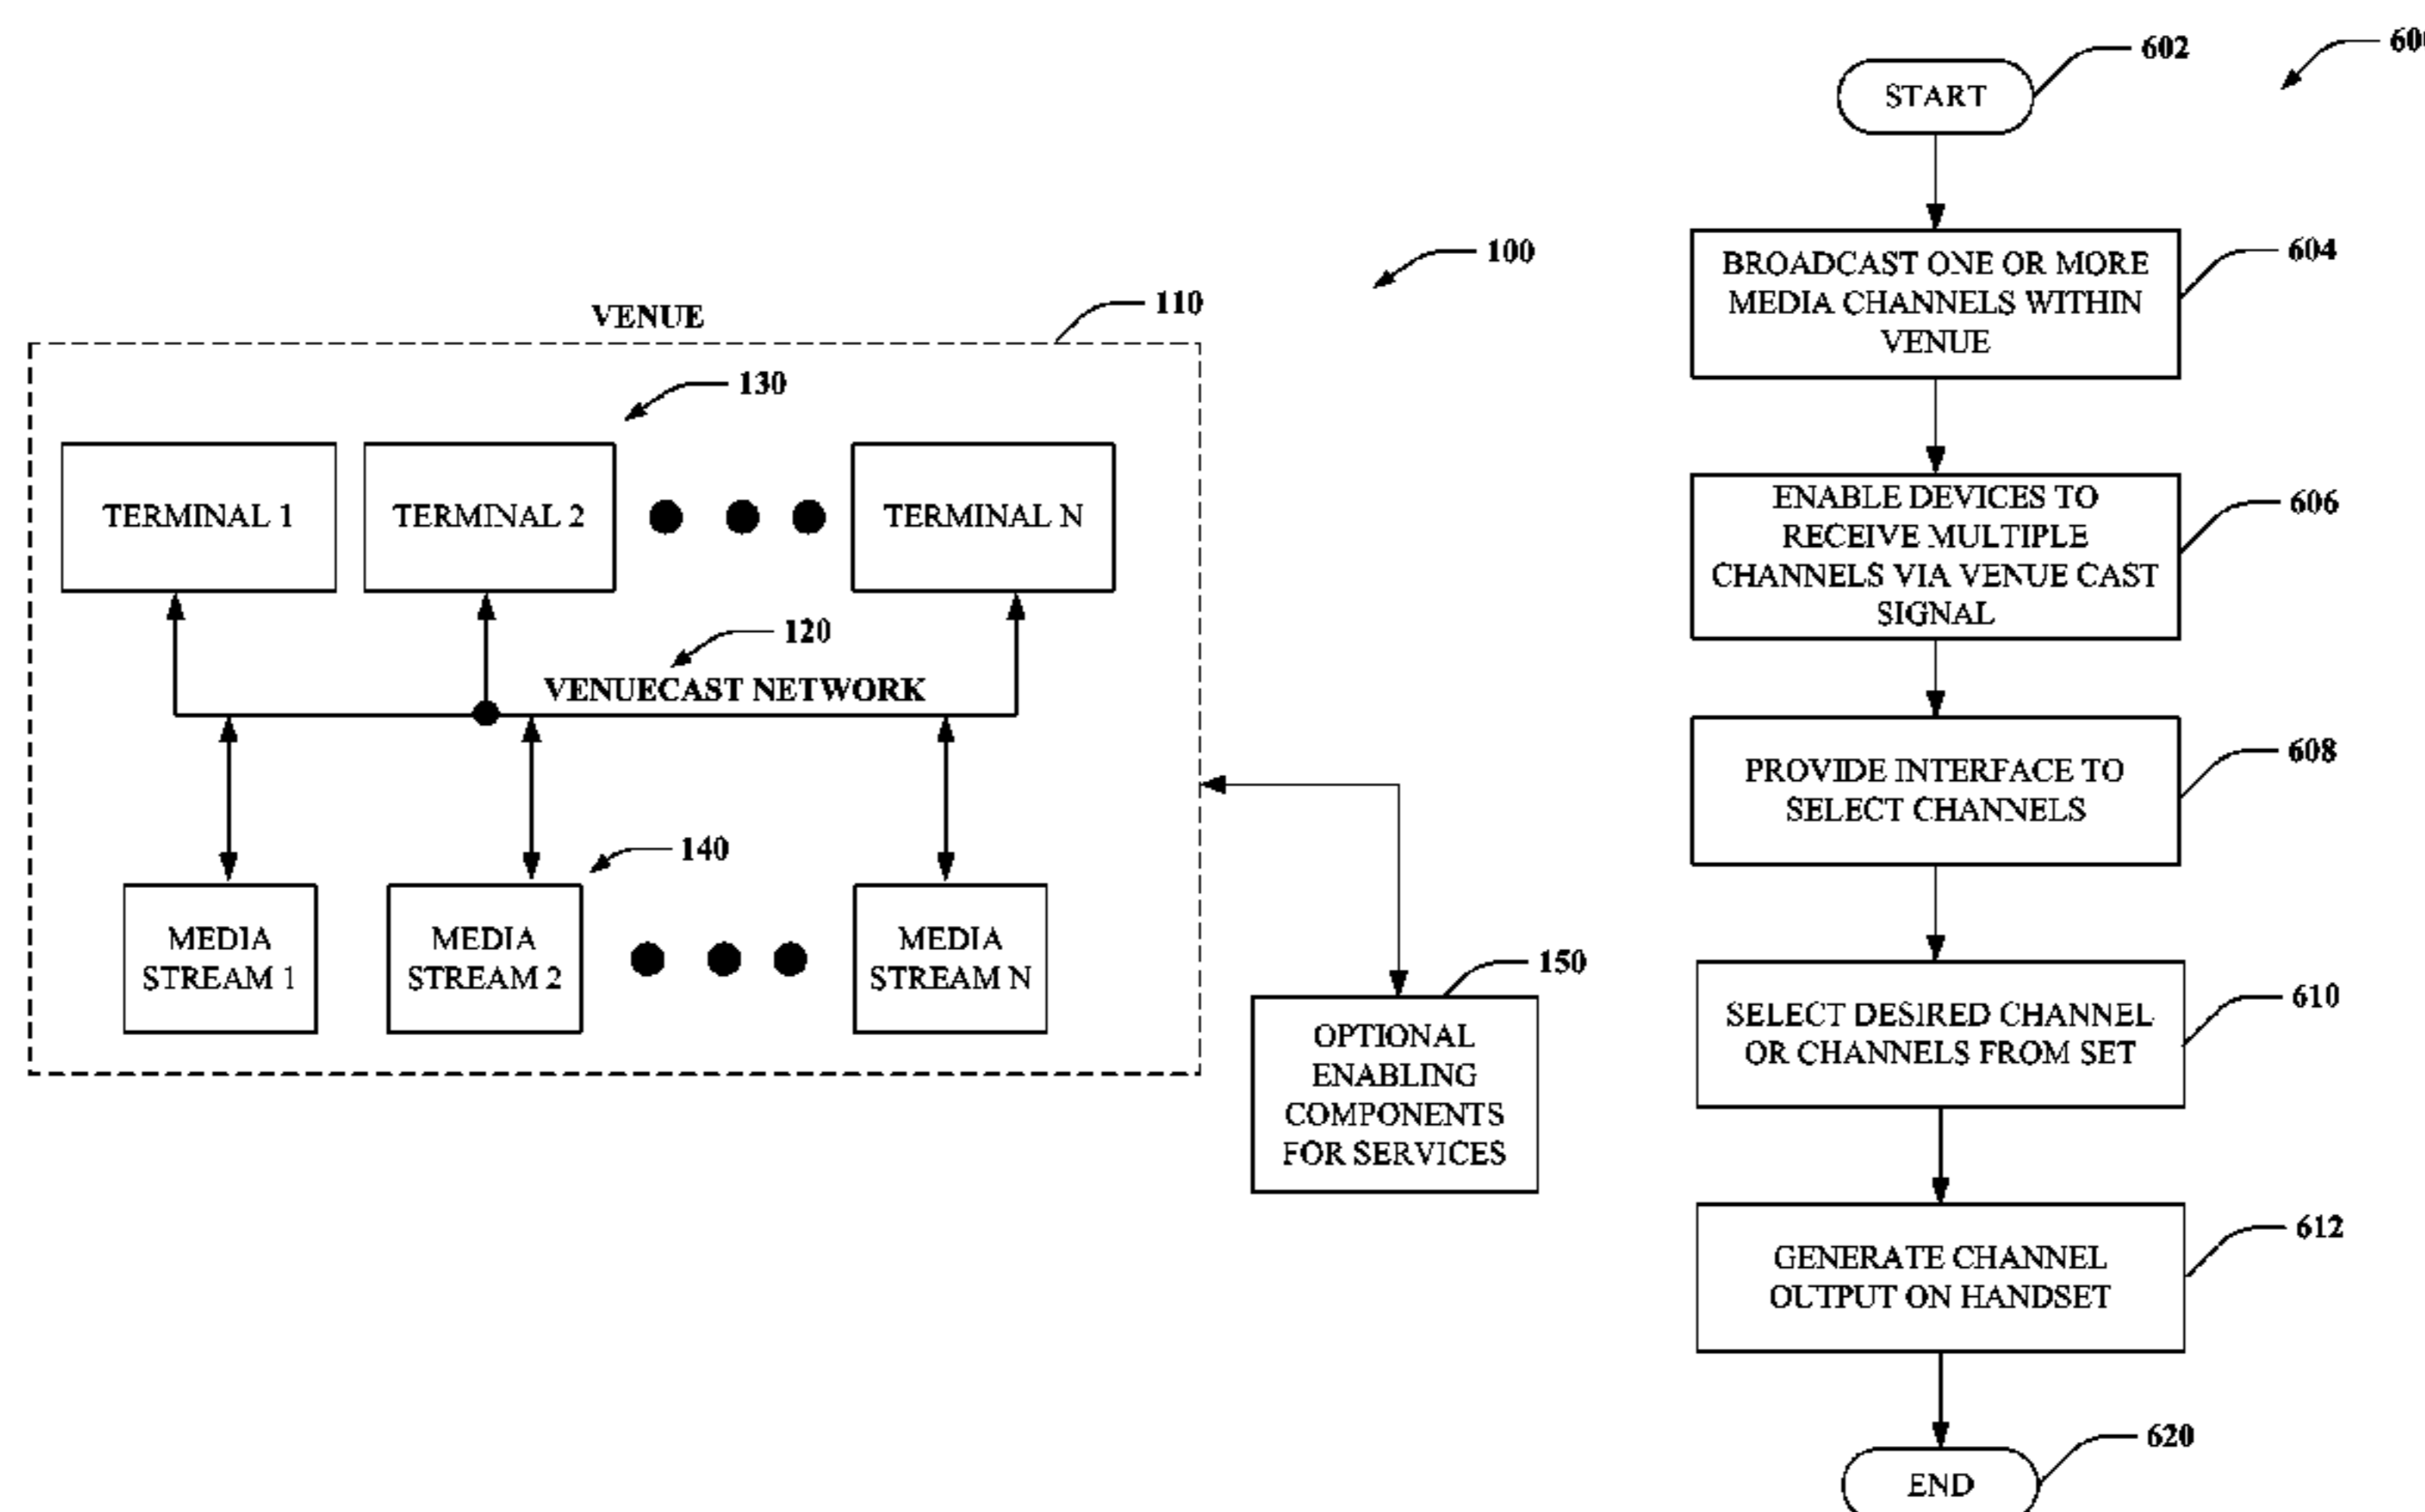 100
VENUE
110
130
TERMINAL 1
TERMINAL 2
TERMINAL N
120
VENUECAST NETWORK
140
MEDIA
STREAM 1
MEDIA
STREAM 2
MEDIA
STREAM N
150
OPTIONAL
ENABLING
COMPONENTS
FOR SERVICES
602
START
604
BROADCAST ONE OR MORE
MEDIA CHANNELS WITHIN
VENUE
606
ENABLE DEVICES TO
RECEIVE MULTIPLE
CHANNELS VIA VENUE CAST
SIGNAL
608
PROVIDE INTERFACE TO
SELECT CHANNELS
610
SELECT DESIRED CHANNEL
OR CHANNELS FROM SET
612
GENERATE CHANNEL
OUTPUT ON HANDSET
620
END